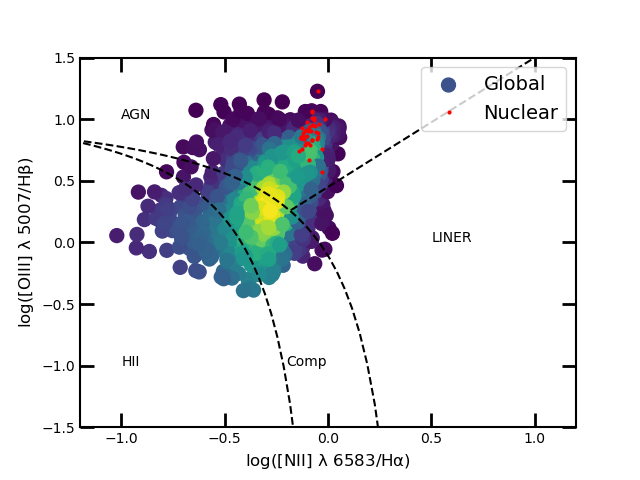 1.5
1.0
0.5
0.0
−0.5
−1.0
−1.5
log([OIII] λ 5007/Hβ)
AGN
LINER
HII
Comp
Global
Nuclear
−1.0
−0.5
0.0
0.5
1.0
log([NII] λ 6583/Hα)